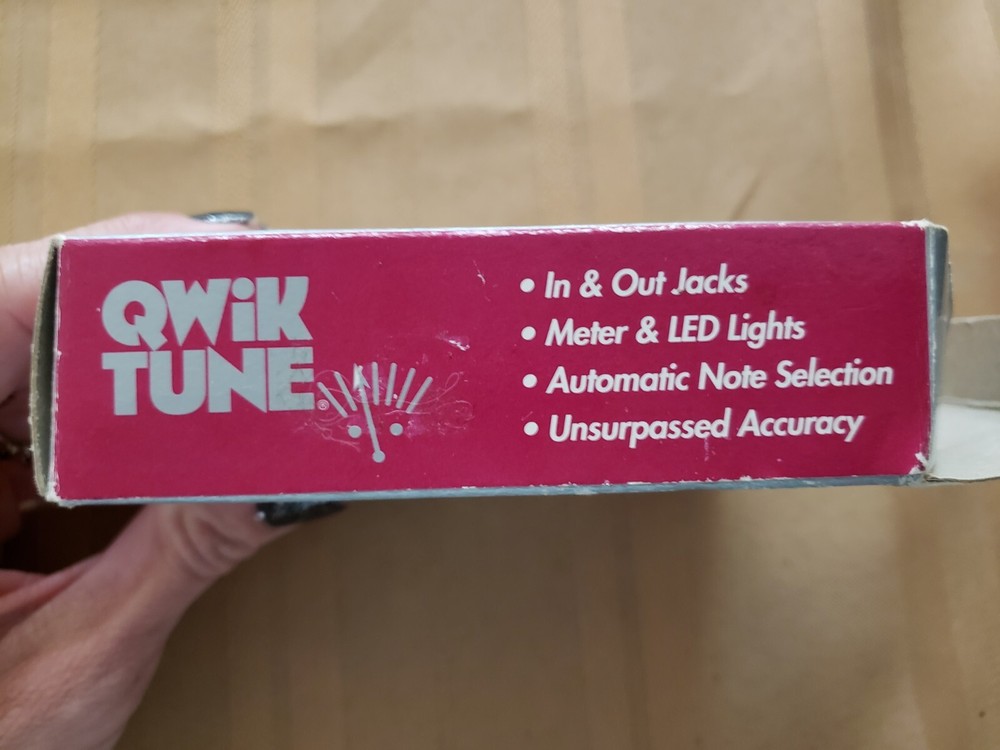 QWiK
TUNE®
• In & Out Jacks
• Meter & LED Lights
• Automatic Note Selection
• Unsurpassed Accuracy